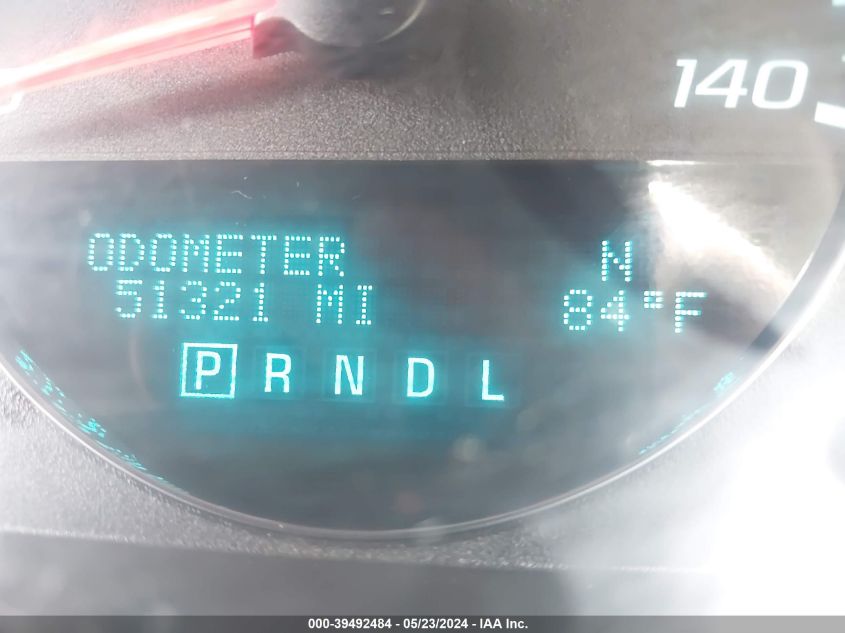 140
ODOMETER N
51321 MI 84°F
P R N D L
000-39492484 - 05/23/2024 - IAA Inc.